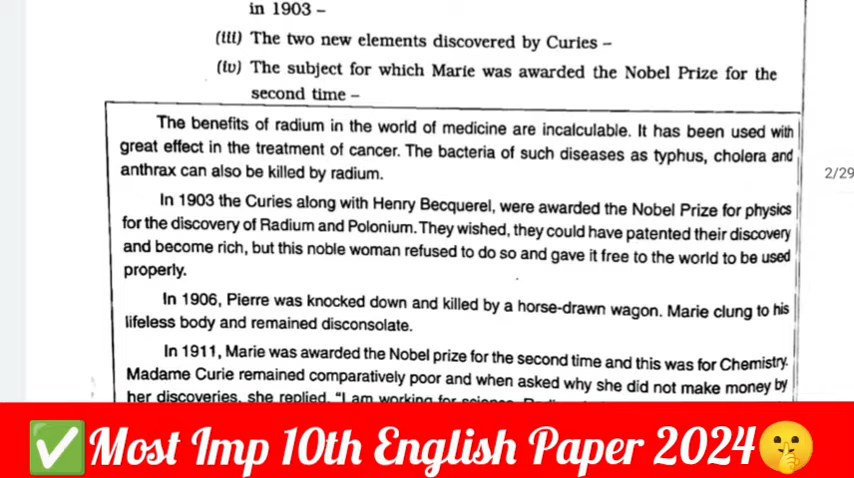 in 1903 –
(iii) The two new elements discovered by Curies –
(iv) The subject for which Marie was awarded the Nobel Prize for the
second time –
The benefits of radium in the world of medicine are incalculable. It has been used with
great effect in the treatment of cancer. The bacteria of such diseases as typhus, cholera and
anthrax can also be killed by radium.
2/29
In 1903 the Curies along with Henry Becquerel, were awarded the Nobel Prize for physics
for the discovery of Radium and Polonium. They wished, they could have patented their discovery
and become rich, but this noble woman refused to do so and gave it free to the world to be used
properly.
In 1906, Pierre was knocked down and killed by a horse-drawn wagon. Marie clung to his
lifeless body and remained disconsolate.
In 1911, Marie was awarded the Nobel prize for the second time and this was for Chemistry.
Madame Curie remained comparatively poor and when asked why she did not make money by
her discoveries, she replied, "I am working for science.
✅Most Imp 10th English Paper 2024🤫